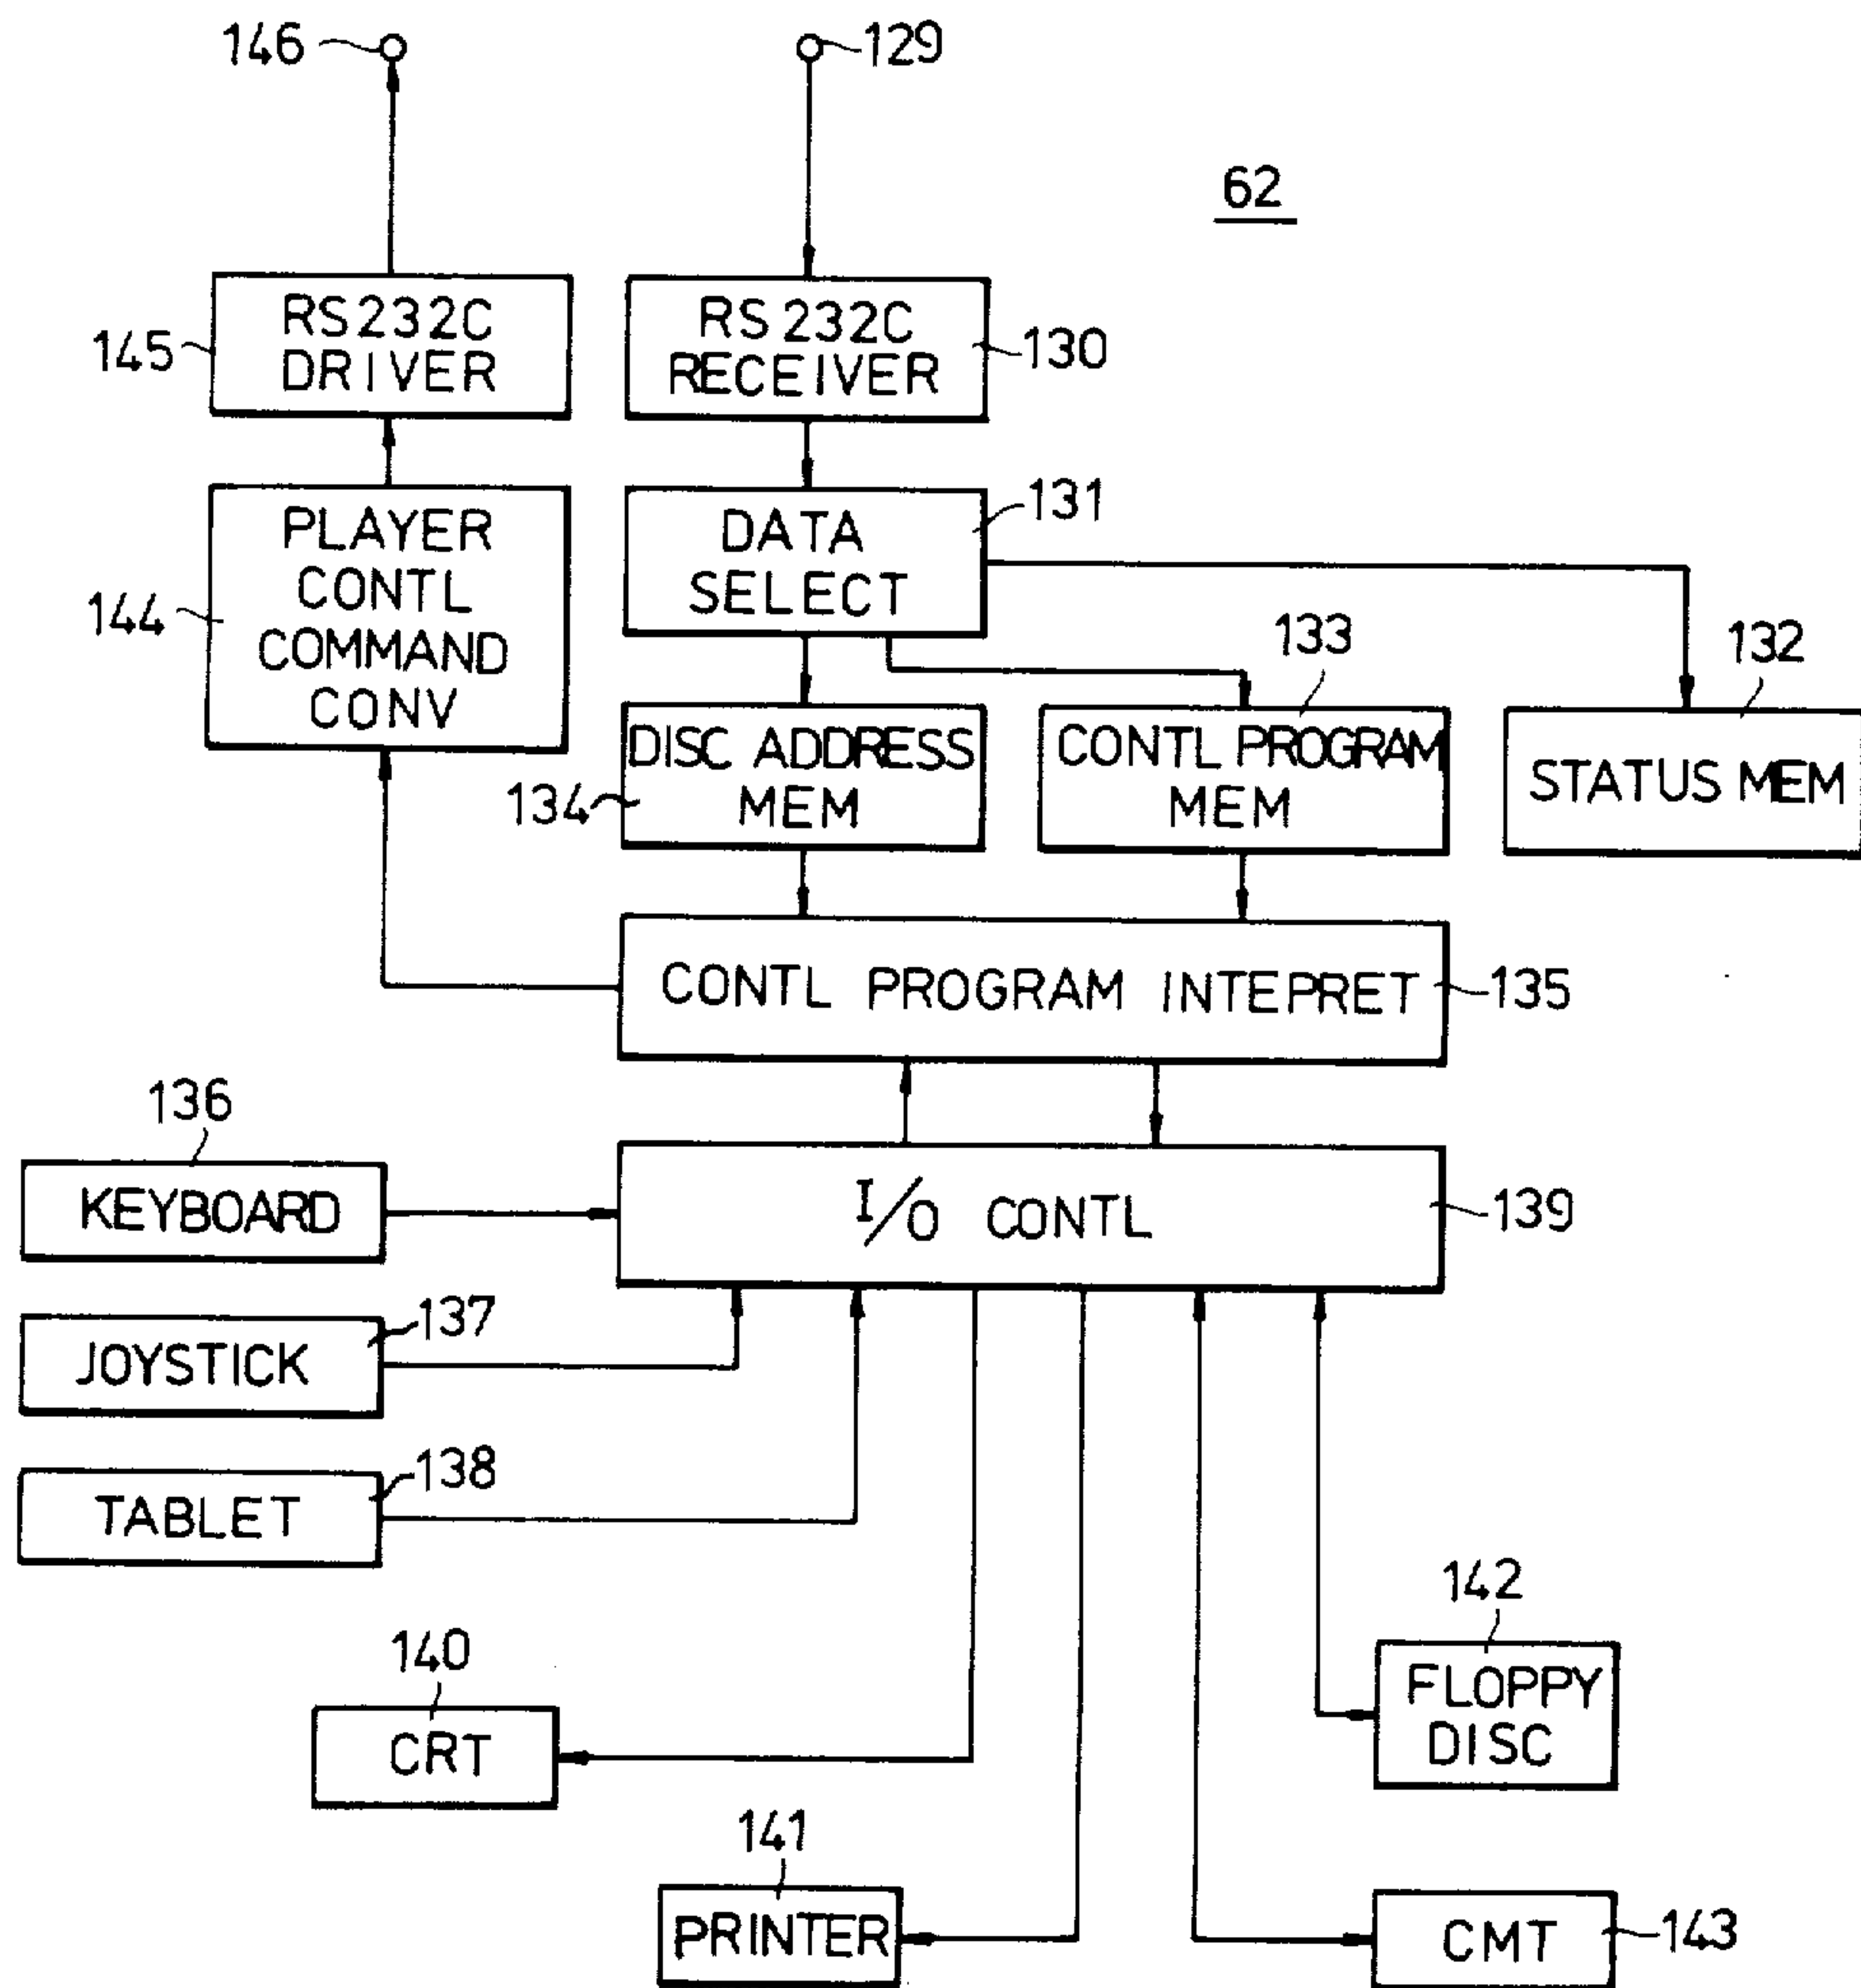 146
129
62
RS232C
DRIVER
145
RS232C
RECEIVER
130
PLAYER
CONTL
COMMAND
CONV
144
DATA
SELECT
131
133
132
DISC ADDRESS
MEM
134
CONTL PROGRAM
MEM
STATUS MEM
CONTL PROGRAM INTEPRET
135
136
KEYBOARD
I/O CONTL
139
JOYSTICK
137
TABLET
138
142
FLOPPY
DISC
140
CRT
141
PRINTER
CMT
143